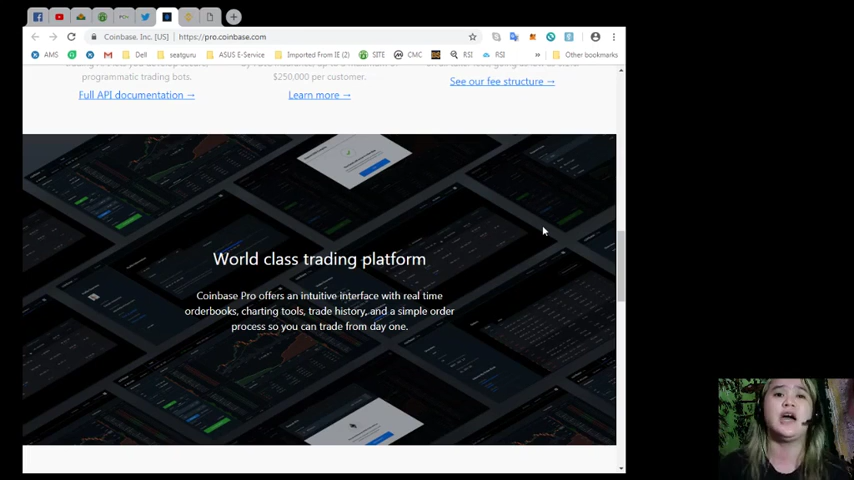 Coinbase, Inc. [US] | https://pro.coinbase.com
AMS
Dell
seatguru
ASUS E-Service
Imported From IE (2)
SITE
CMC
RSI
RSI
»
Other bookmarks
programmatic trading bots.
$250,000 per customer.
See our fee structure →
Full API documentation →
Learn more →
World class trading platform
Coinbase Pro offers an intuitive interface with real time
orderbooks, charting tools, trade history, and a simple order
process so you can trade from day one.